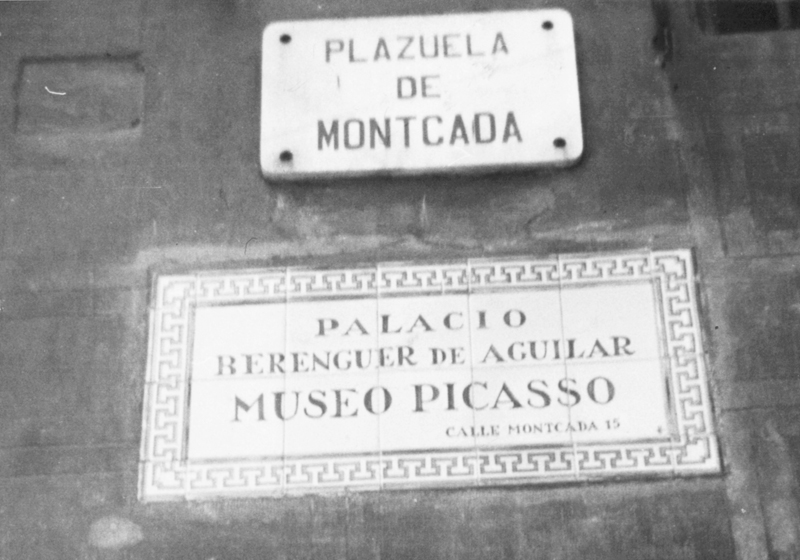 PLAZUELA
DE
MONTCADA
PALACIO
BERENGUER DE AGUILAR
MUSEO PICASSO
CALLE MONTCADA 15